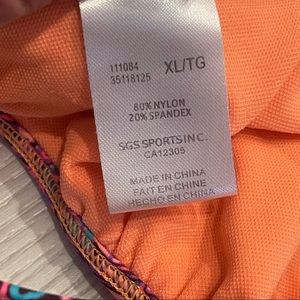 111084 XL/TG
35118125
80% NYLON
20% SPANDEX
SGS SPORTS INC.
CA12305
MADE IN CHINA
FAIT EN CHINE
HECHO EN CHINA